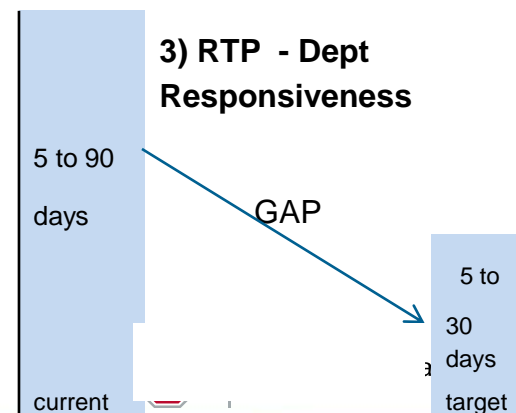 3) RTP - Dept
Responsiveness
5 to 90
days
GAP
5 to
30
days
current
target